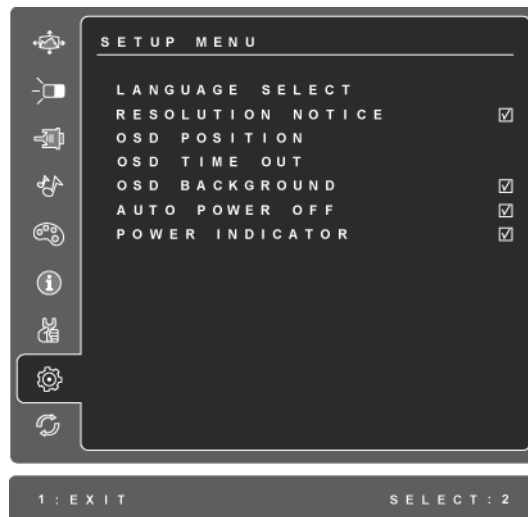 SETUP MENU
LANGUAGE SELECT
RESOLUTION NOTICE ☑
OSD POSITION
OSD TIME OUT
OSD BACKGROUND ☑
AUTO POWER OFF ☑
POWER INDICATOR ☑
1:EXIT SELECT:2